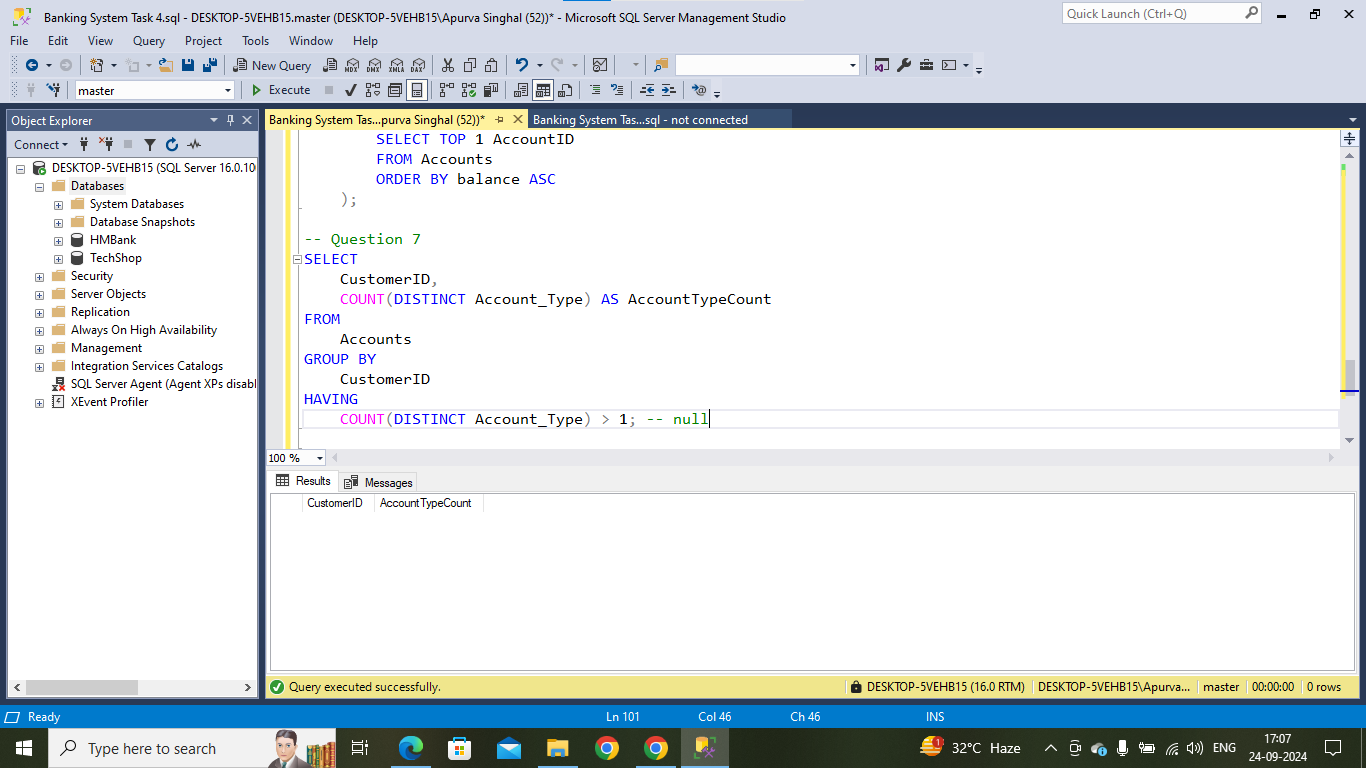 Banking System Task 4.sql - DESKTOP-5VEHB15.master (DESKTOP-5VEHB15\Apurva Singhal (52))* - Microsoft SQL Server Management Studio
Quick Launch (Ctrl+Q)
File Edit View Query Project Tools Window Help
New Query
MDX DMX XMLA DAX
master
Execute
Object Explorer
Banking System Tas...purva Singhal (52))*
Banking System Tas...sql - not connected
Connect
DESKTOP-5VEHB15 (SQL Server 16.0.10
Databases
System Databases
Database Snapshots
HMBank
TechShop
Security
Server Objects
Replication
Always On High Availability
Management
Integration Services Catalogs
SQL Server Agent (Agent XPs disabl
XEvent Profiler
SELECT TOP 1 AccountID
FROM Accounts
ORDER BY balance ASC
);
-- Question 7
SELECT
CustomerID,
COUNT(DISTINCT Account_Type) AS AccountTypeCount
FROM
Accounts
GROUP BY
CustomerID
HAVING
COUNT(DISTINCT Account_Type) > 1; -- null
100 %
Results Messages
CustomerID AccountTypeCount
Query executed successfully.
DESKTOP-5VEHB15 (16.0 RTM) DESKTOP-5VEHB15\Apurva... master 00:00:00 0 rows
Ready Ln 101 Col 46 Ch 46 INS
Type here to search
1
32°C Haze
ENG
17:07
24-09-2024